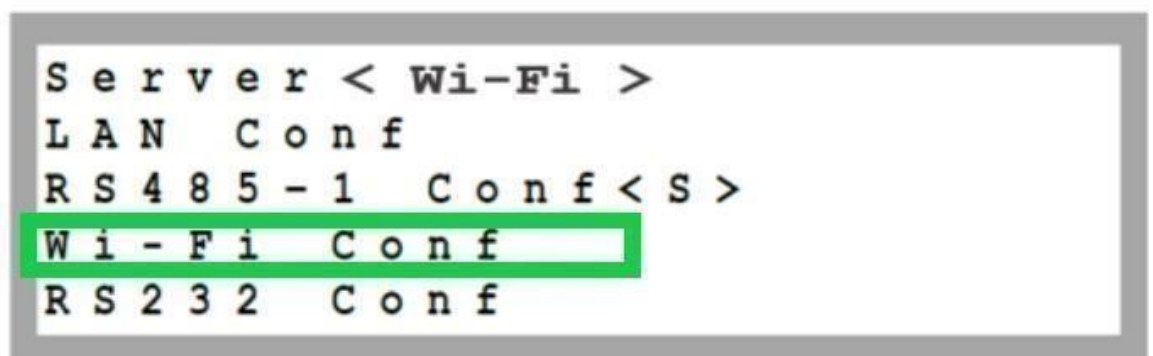 Server < Wi-Fi >
LAN Conf
RS485-1 Conf<S>
Wi-Fi Conf
RS232 Conf